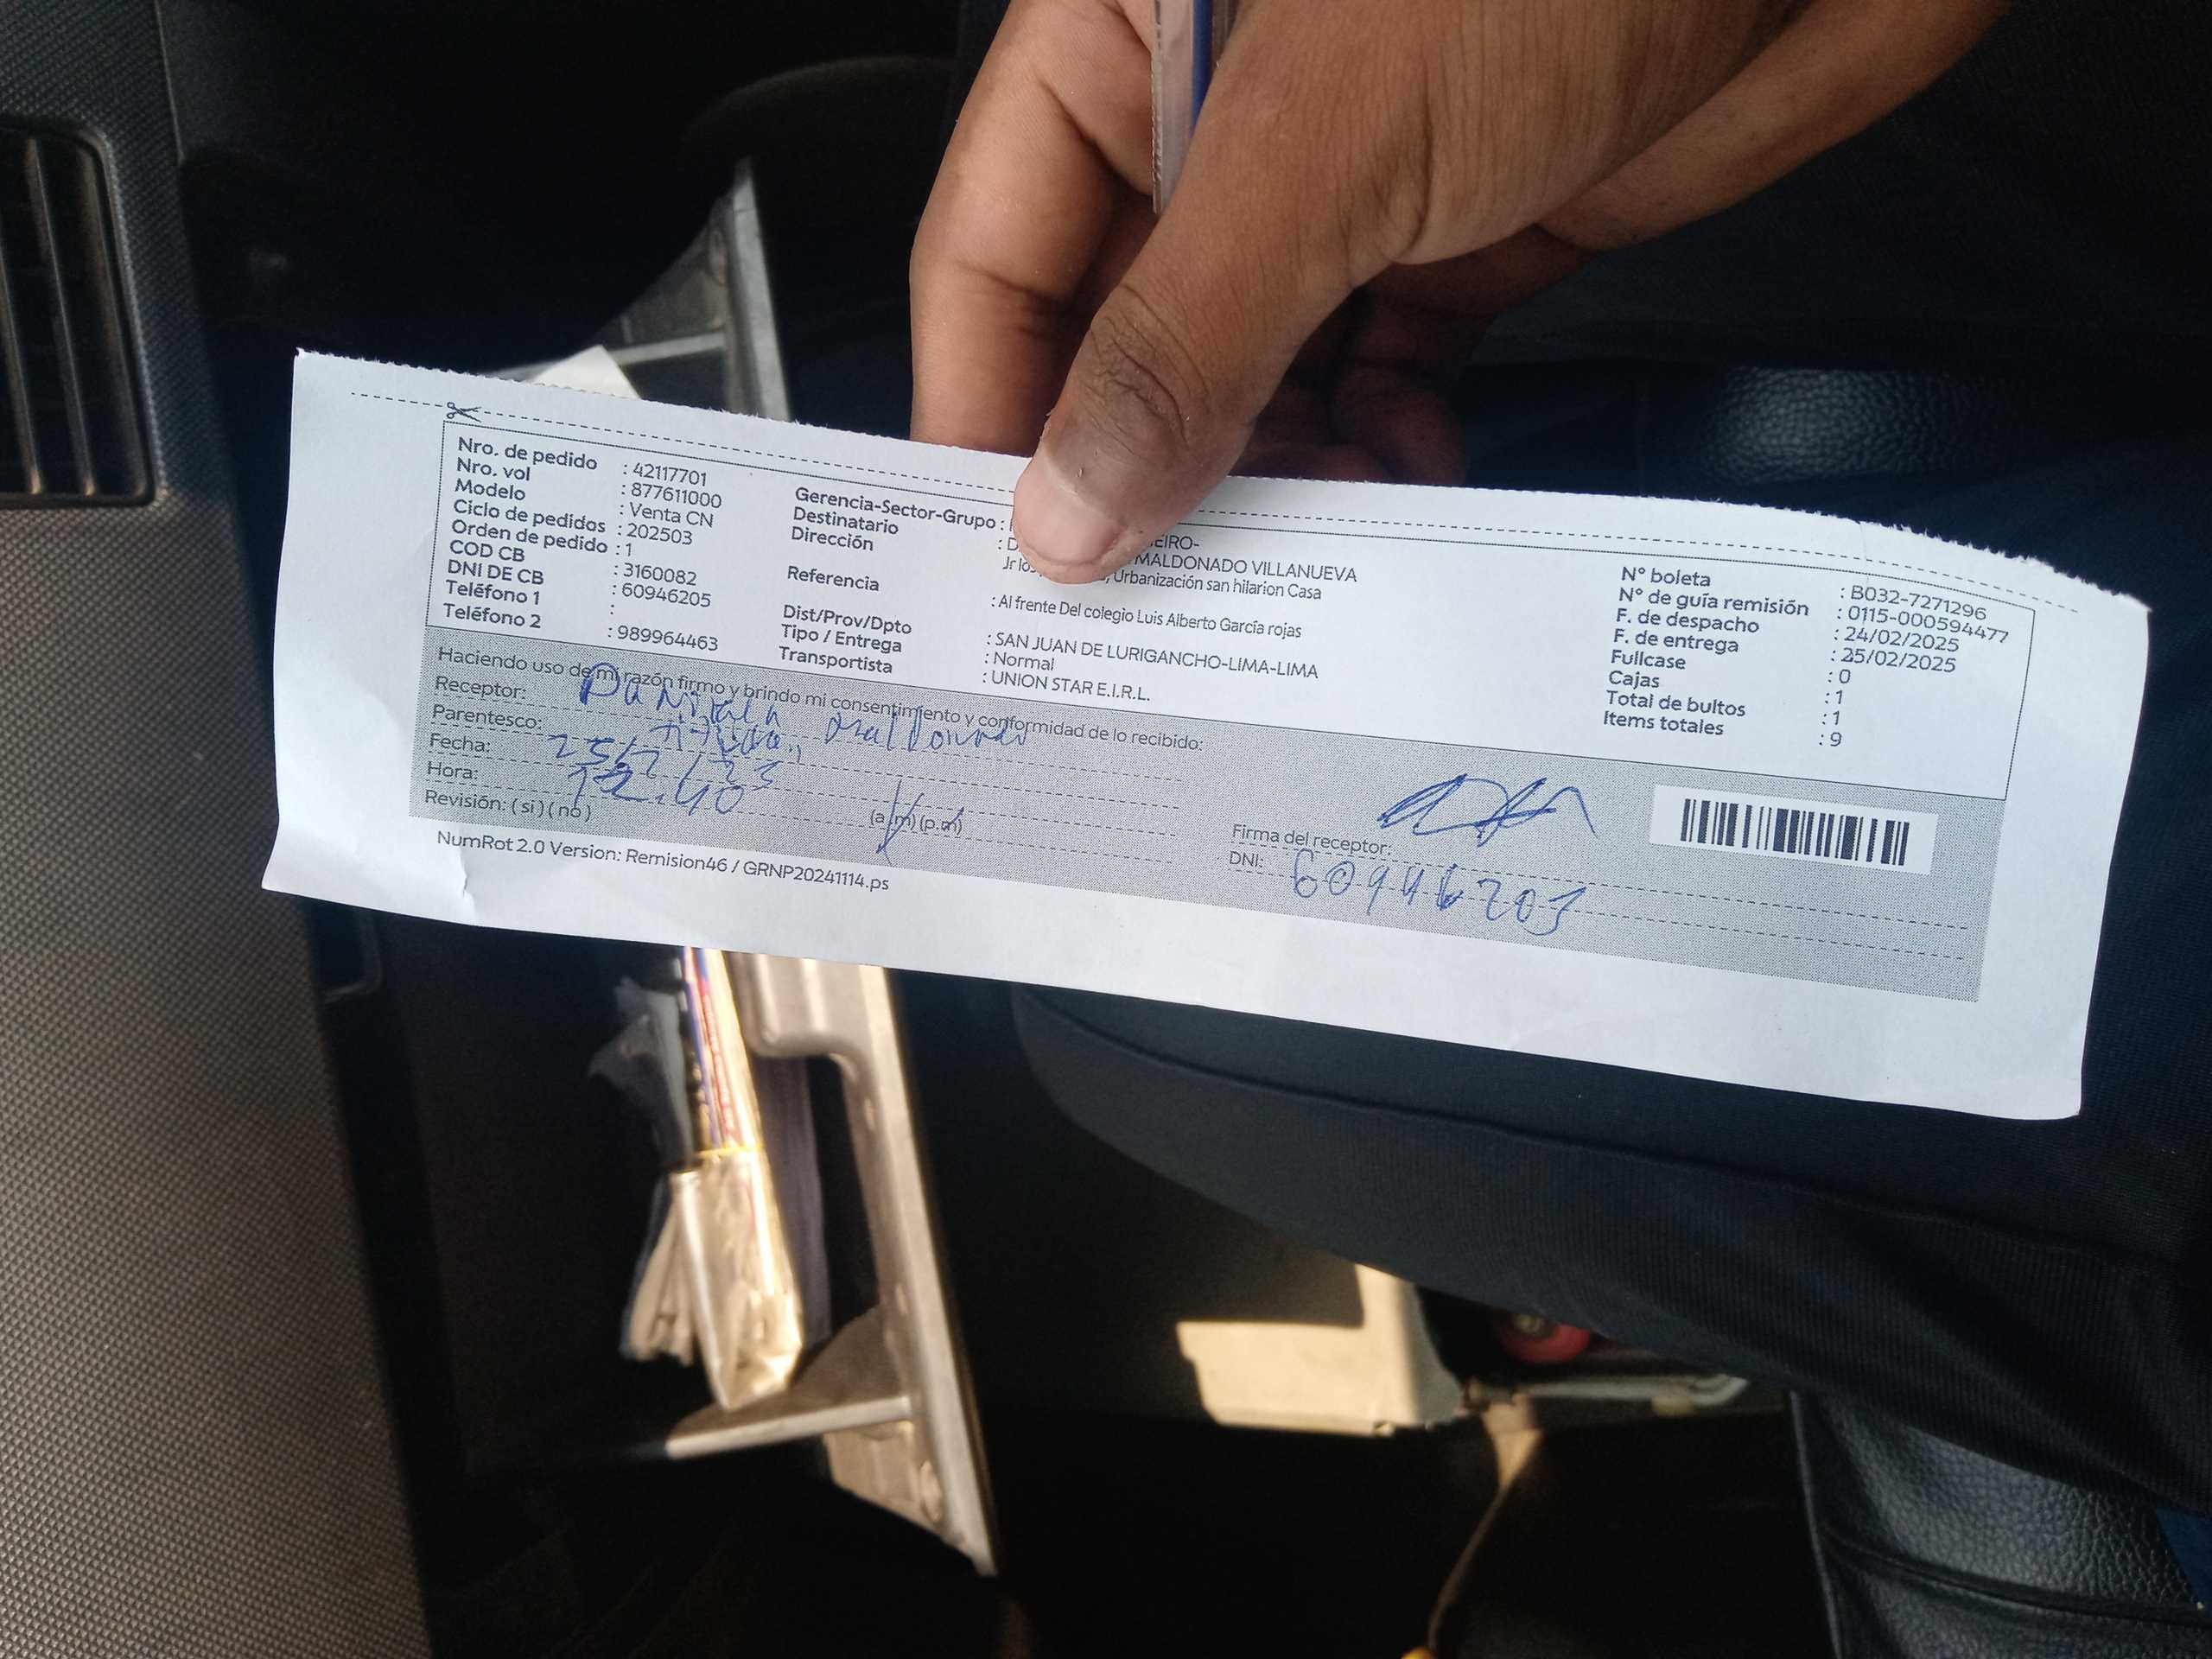 Nro. de pedido : 42117701
Nro. vol : 877611000
Modelo : Venta CN
Ciclo de pedidos : 202503
Orden de pedido : 1
COD CB : 3160082
DNI DE CB : 60946205
Teléfono 1 :
Teléfono 2 : 989964463
Gerencia-Sector-Grupo :
Destinatario : MALDONADO VILLANUEVA
Dirección Jr los , Urbanización san hilarion Casa
Referencia : Al frente Del colegio Luis Alberto García rojas
Dist/Prov/Dpto : SAN JUAN DE LURIGANCHO-LIMA-LIMA
Tipo / Entrega : Normal
Transportista : UNION STAR E.I.R.L.
N° boleta : B032-7271296
N° de guía remisión : 0115-000594477
F. de despacho : 24/02/2025
F. de entrega : 25/02/2025
Fullcase : 0
Cajas : 1
Total de bultos : 1
Items totales : 9
Haciendo uso de mi razón firmo y brindo mi consentimiento y conformidad de lo recibido:
Receptor: Maldonado
Parentesco:
Fecha:
Hora: 12:40 (a.m) (p.m)
Revisión: ( si ) ( no )
Firma del receptor:
DNI: 60946205
NumRot 2.0 Version: Remision46 / GRNP20241114.ps